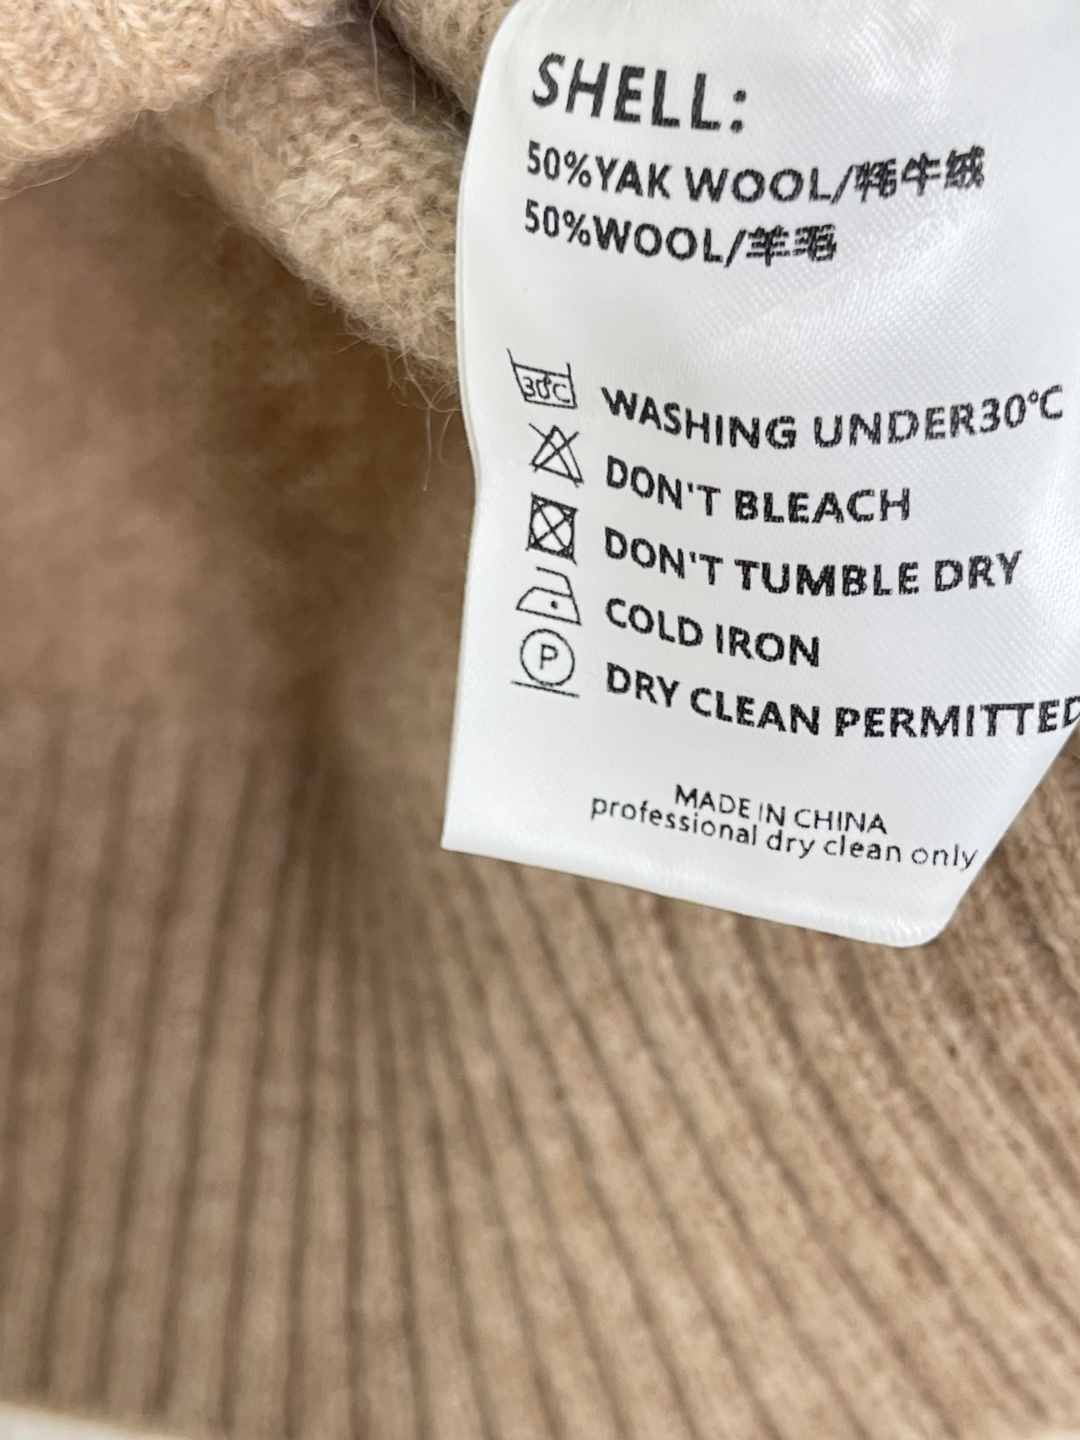 SHELL:
50%YAK WOOL/牦牛绒
50%WOOL/羊毛
30℃ WASHING UNDER30℃
DON'T BLEACH
DON'T TUMBLE DRY
COLD IRON
P DRY CLEAN PERMITTED
MADE IN CHINA
professional dry clean only